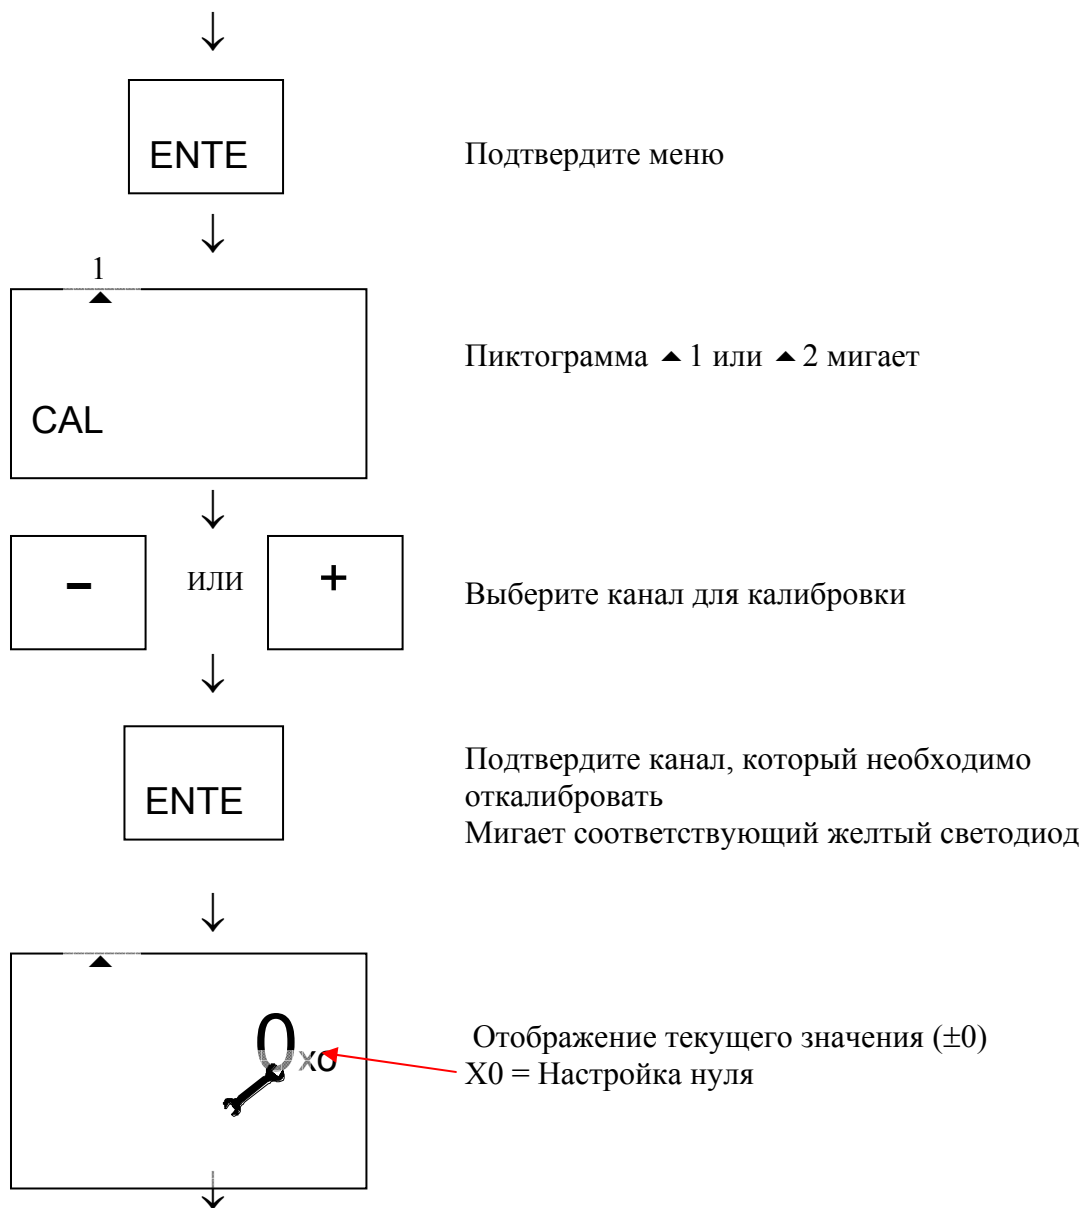 ENTE
Подтвердите меню
1
Пиктограмма ▲ 1 или ▲ 2 мигает
CAL
– или +
Выберите канал для калибровки
Подтвердите канал, который необходимо
откалибровать
ENTE
Мигает соответствующий желтый светодиод
Отображение текущего значения (±0)
0 xo
X0 = Настройка нуля